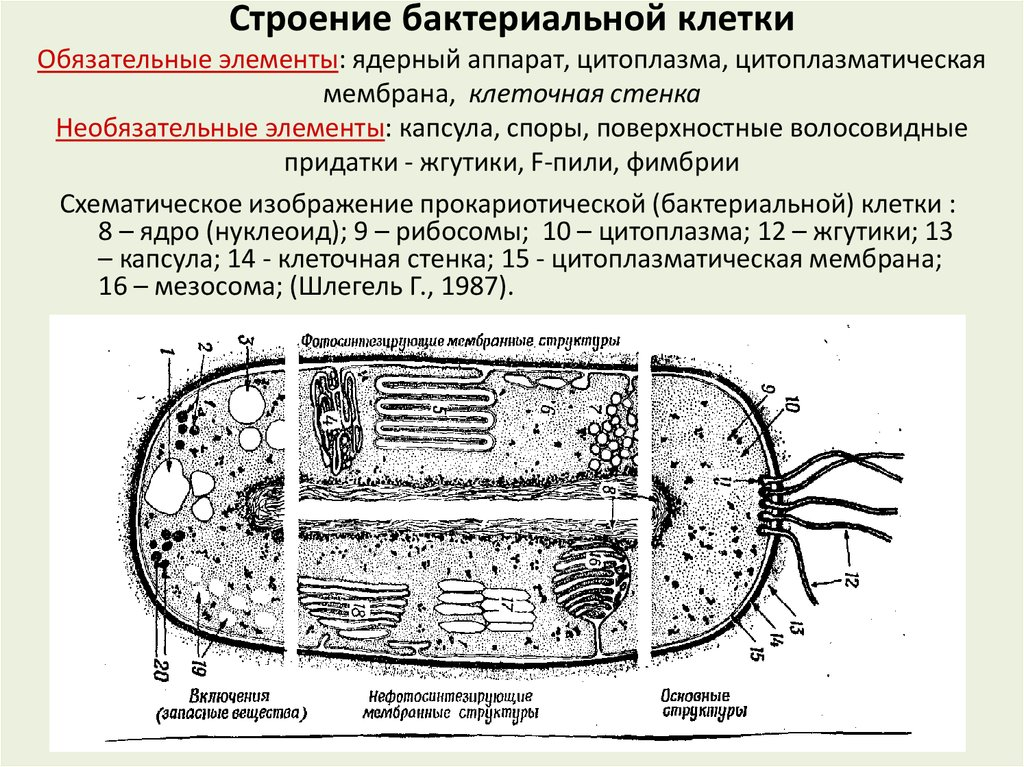 Строение бактериальной клетки
Обязательные элементы: ядерный аппарат, цитоплазма, цитоплазматическая
мембрана, клеточная стенка
Необязательные элементы: капсула, споры, поверхностные волосовидные
придатки - жгутики, F-пили, фимбрии
Схематическое изображение прокариотической (бактериальной) клетки :
8 – ядро (нуклеоид); 9 – рибосомы; 10 – цитоплазма; 12 – жгутики; 13
– капсула; 14 - клеточная стенка; 15 - цитоплазматическая мембрана;
16 – мезосома; (Шлегель Г., 1987).
Фотосинтезирующие мембранные структуры
1
2
3
4
5
6
7
8
9
10
11
12
13
14
15
16
17
18
19
20
Включения
(запасные вещества)
Нефотосинтезирующие
мембранные структуры
Основные
структуры